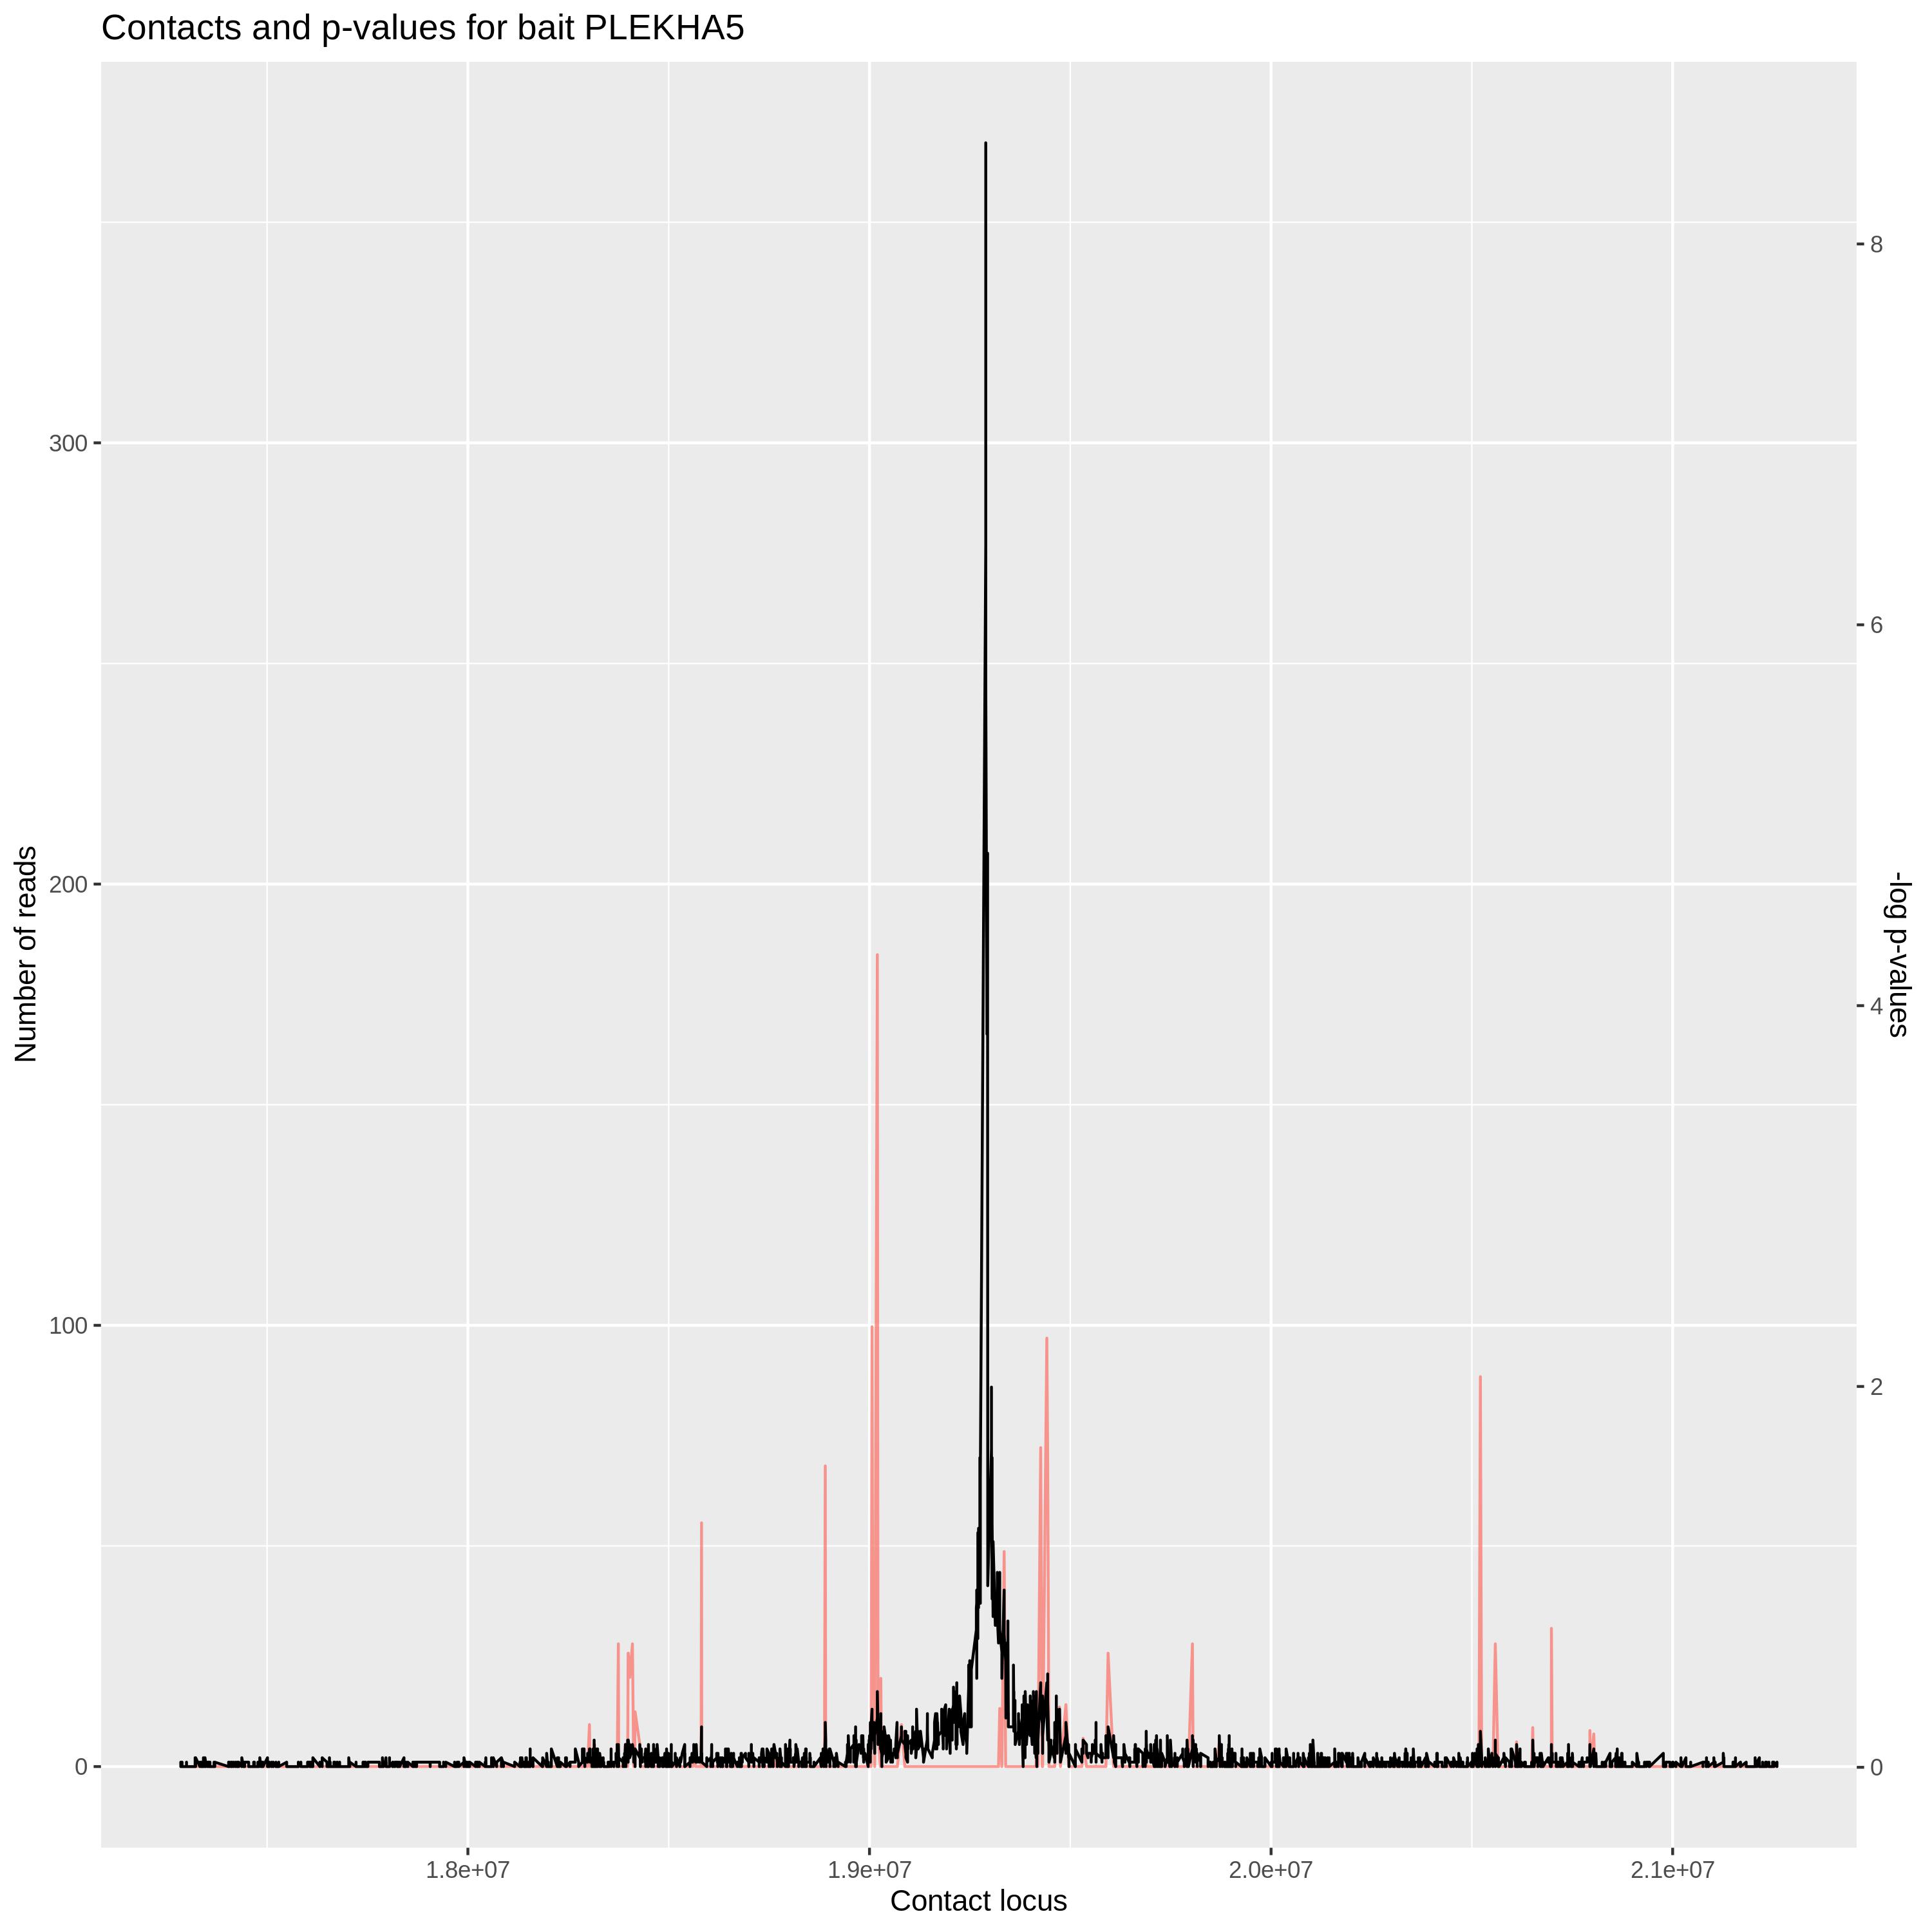 Contacts and p-values for bait PLEKHA5
Number of reads
300
200
100
0
8
6
4
2
0
-log p-values
1.8e+07
1.9e+07
2.0e+07
2.1e+07
Contact locus